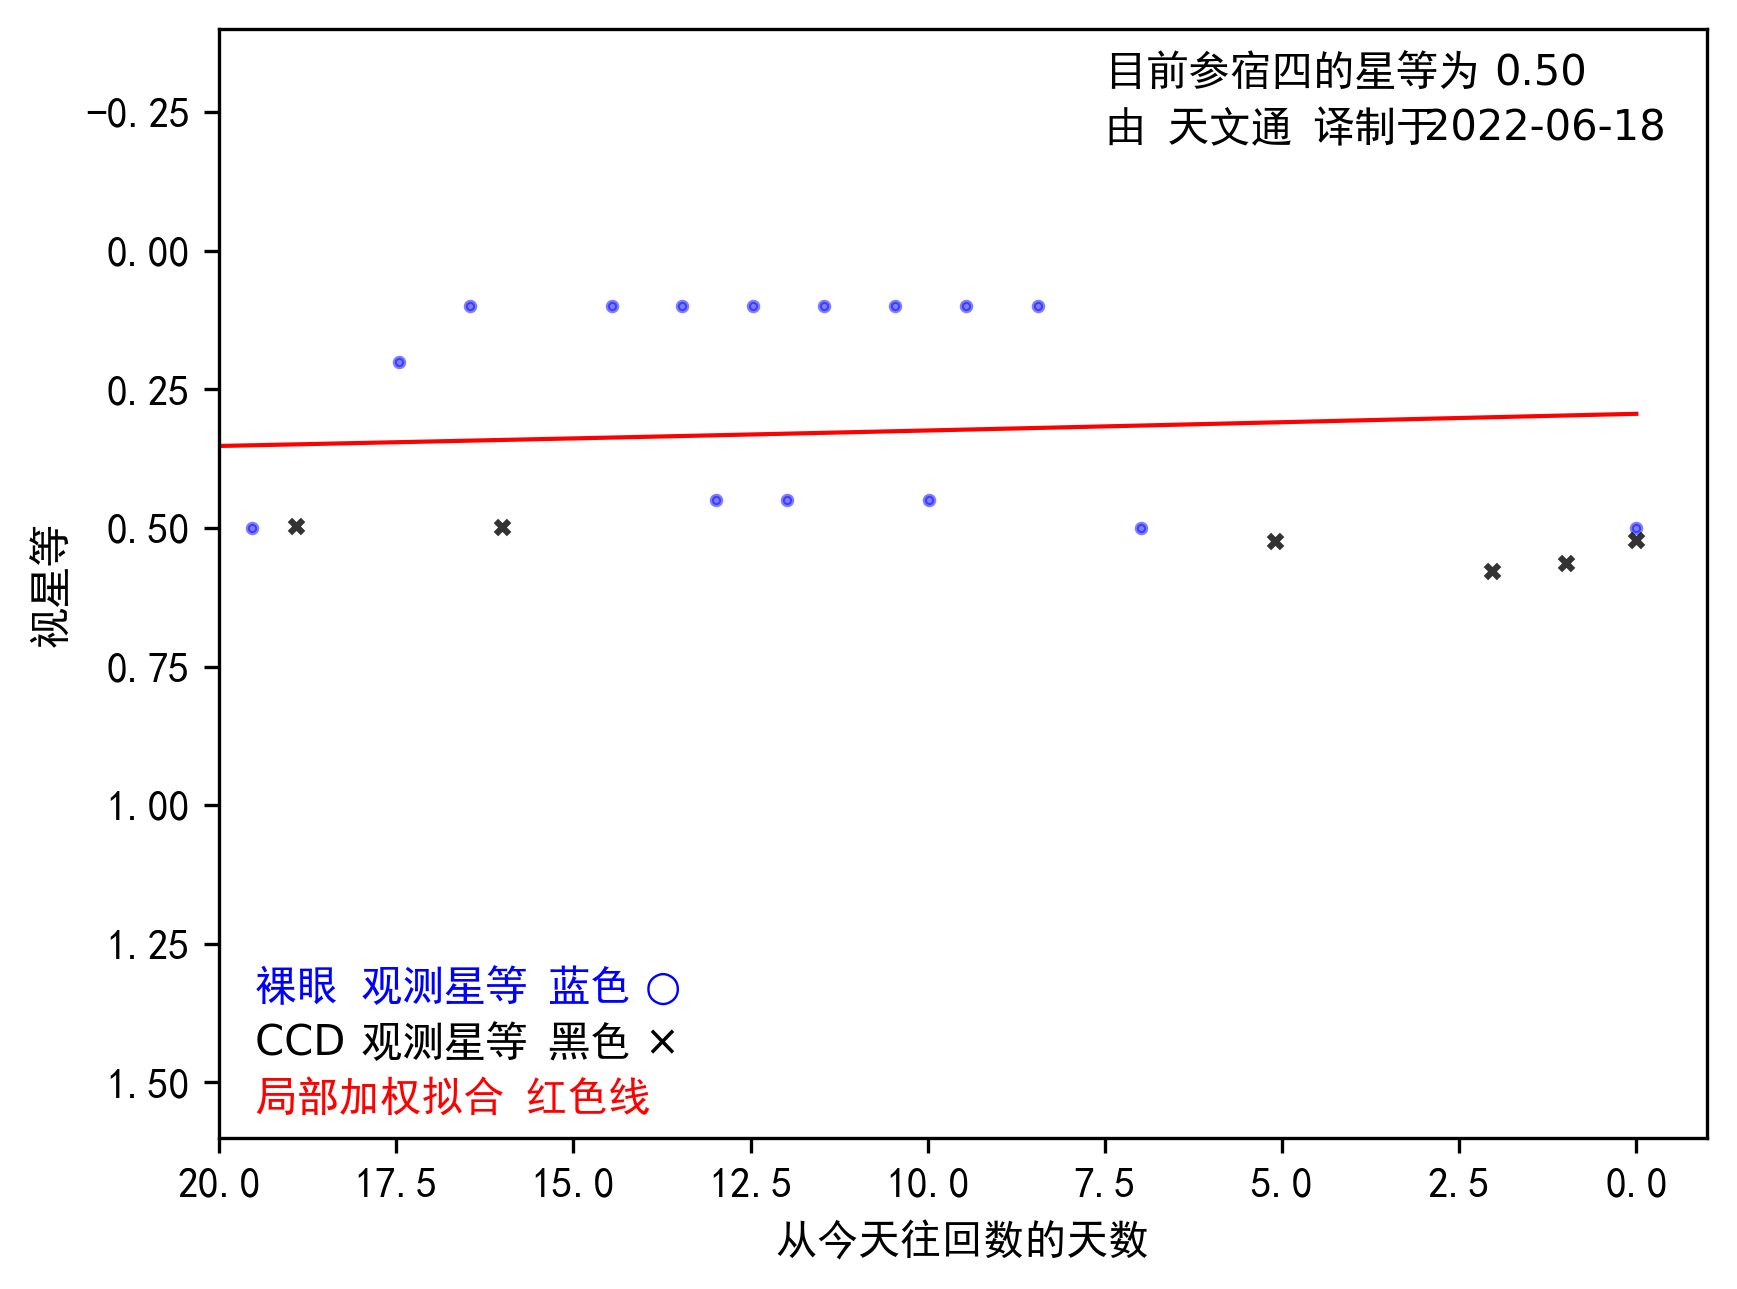 目前参宿四的星等为 0.50
由 天文通 译制于2022-06-18
-0.25
0.00
0.25
0.50
0.75
1.00
1.25
1.50
视星等
裸眼 观测星等 蓝色 ○
CCD 观测星等 黑色 ×
局部加权拟合 红色线
20.0 17.5 15.0 12.5 10.0 7.5 5.0 2.5 0.0
从今天往回数的天数